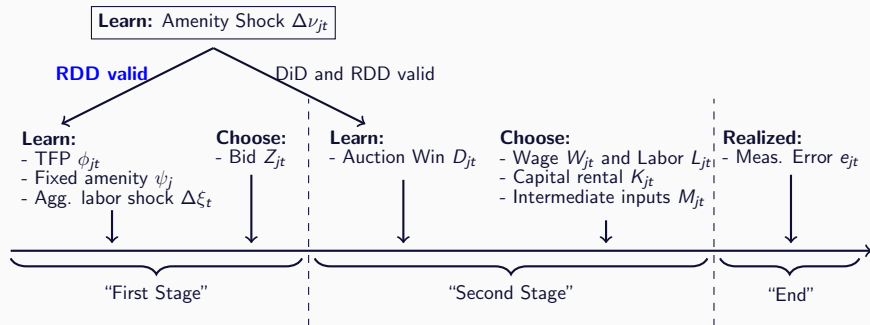 Learn: Amenity Shock Δν_jt
RDD valid
DiD and RDD valid
Learn:
- TFP ϕ_jt
- Fixed amenity ψ_j
- Agg. labor shock Δξ_t
Choose:
- Bid Z_jt
Learn:
- Auction Win D_jt
Choose:
- Wage W_jt and Labor L_jt
- Capital rental K_jt
- Intermediate inputs M_jt
Realized:
- Meas. Error e_jt
“First Stage”
“Second Stage”
“End”